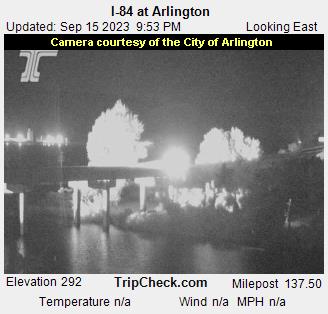 I-84 at Arlington
Updated: Sep 15 2023 9:53 PM Looking East
Camera courtesy of the City of Arlington
Elevation 292 TripCheck.com Milepost 137.50
Temperature n/a Wind n/a MPH n/a